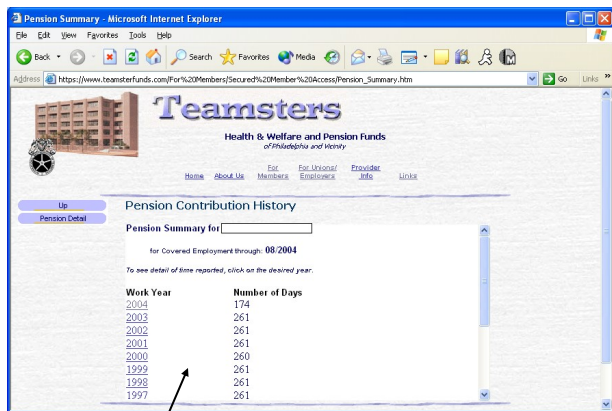 Pension Summary - Microsoft Internet Explorer
File Edit View Favorites Tools Help
Back Search Favorites Media
Address https://www.teamsterfunds.com/For%20Members/Secured%20Member%20Access/Pension_Summary.htm Go Links »
Teamsters
Health & Welfare and Pension Funds
of Philadelphia and Vicinity
Home About Us For Members For Unions/ Employers Provider Info Links
Up
Pension Detail
Pension Contribution History
Pension Summary for
for Covered Employment through: 08/2004
To see detail of time reported, click on the desired year.
Work Year Number of Days
2004 174
2003 261
2002 261
2001 261
2000 260
1999 261
1998 261
1997 261